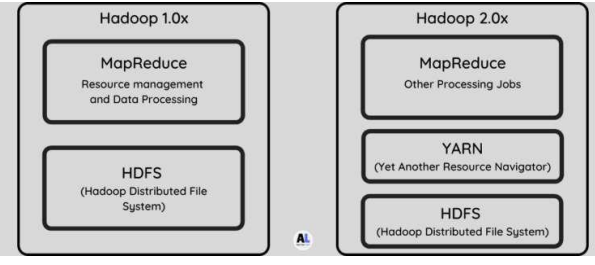 Hadoop 1.0x
MapReduce
Resource management
and Data Processing
HDFS
(Hadoop Distributed File
System)
Hadoop 2.0x
MapReduce
Other Processing Jobs
YARN
(Yet Another Resource Navigator)
HDFS
(Hadoop Distributed File System)
AL